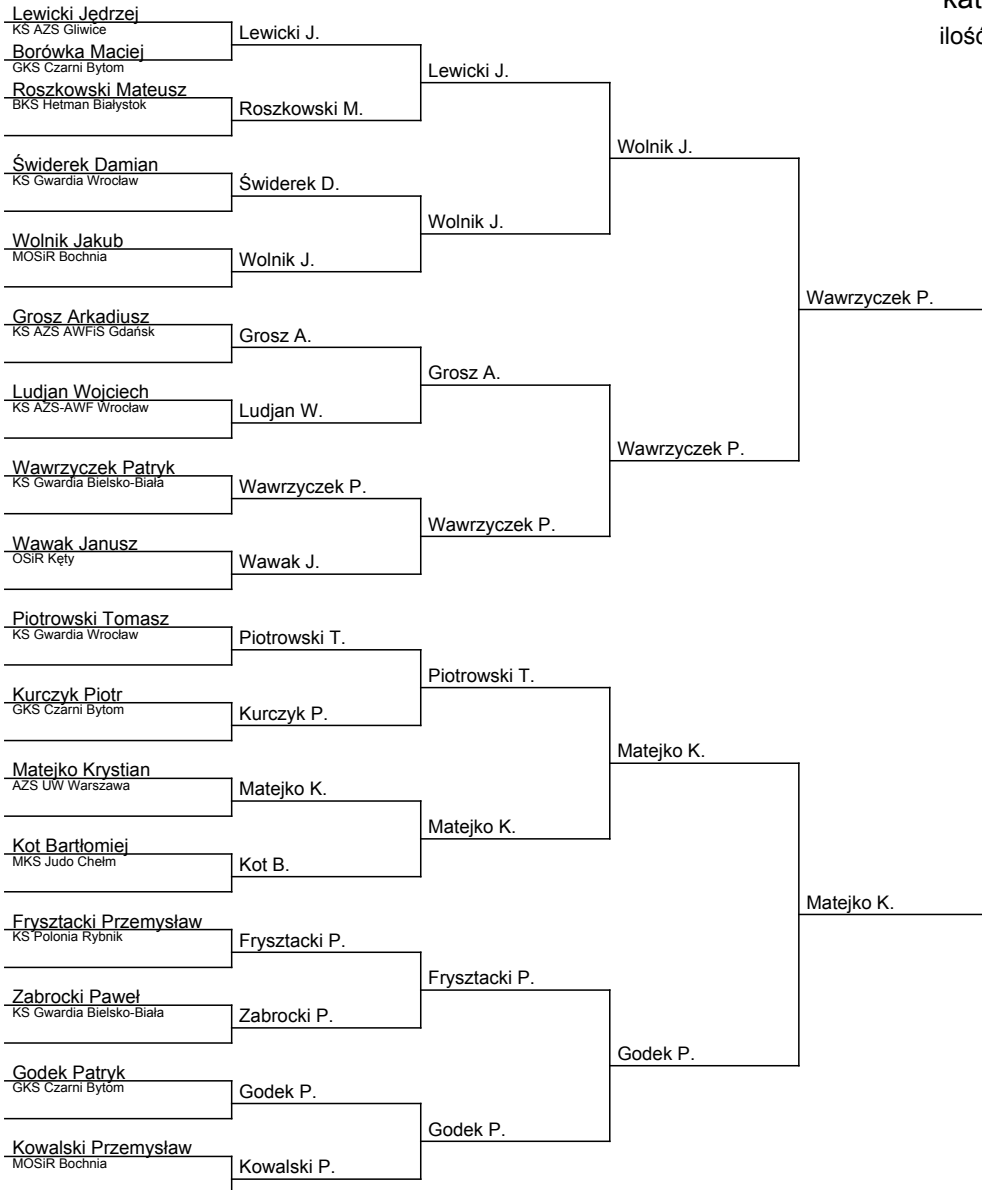 kat
ilość
Lewicki Jędrzej
KS AZS Gliwice
Lewicki J.
Borówka Maciej
GKS Czarni Bytom
Lewicki J.
Roszkowski Mateusz
BKS Hetman Białystok
Roszkowski M.
Wolnik J.
Świderek Damian
KS Gwardia Wrocław
Świderek D.
Wolnik J.
Wolnik Jakub
MOSiR Bochnia
Wolnik J.
Wawrzyczek P.
Grosz Arkadiusz
KS AZS AWFiS Gdańsk
Grosz A.
Grosz A.
Ludjan Wojciech
KS AZS-AWF Wrocław
Ludjan W.
Wawrzyczek P.
Wawrzyczek Patryk
KS Gwardia Bielsko-Biała
Wawrzyczek P.
Wawrzyczek P.
Wawak Janusz
OSiR Kęty
Wawak J.
Piotrowski Tomasz
KS Gwardia Wrocław
Piotrowski T.
Piotrowski T.
Kurczyk Piotr
GKS Czarni Bytom
Kurczyk P.
Matejko K.
Matejko Krystian
AZS UW Warszawa
Matejko K.
Matejko K.
Kot Bartłomiej
MKS Judo Chełm
Kot B.
Matejko K.
Frysztacki Przemysław
KS Polonia Rybnik
Frysztacki P.
Frysztacki P.
Zabrocki Paweł
KS Gwardia Bielsko-Biała
Zabrocki P.
Godek P.
Godek Patryk
GKS Czarni Bytom
Godek P.
Godek P.
Kowalski Przemysław
MOSiR Bochnia
Kowalski P.